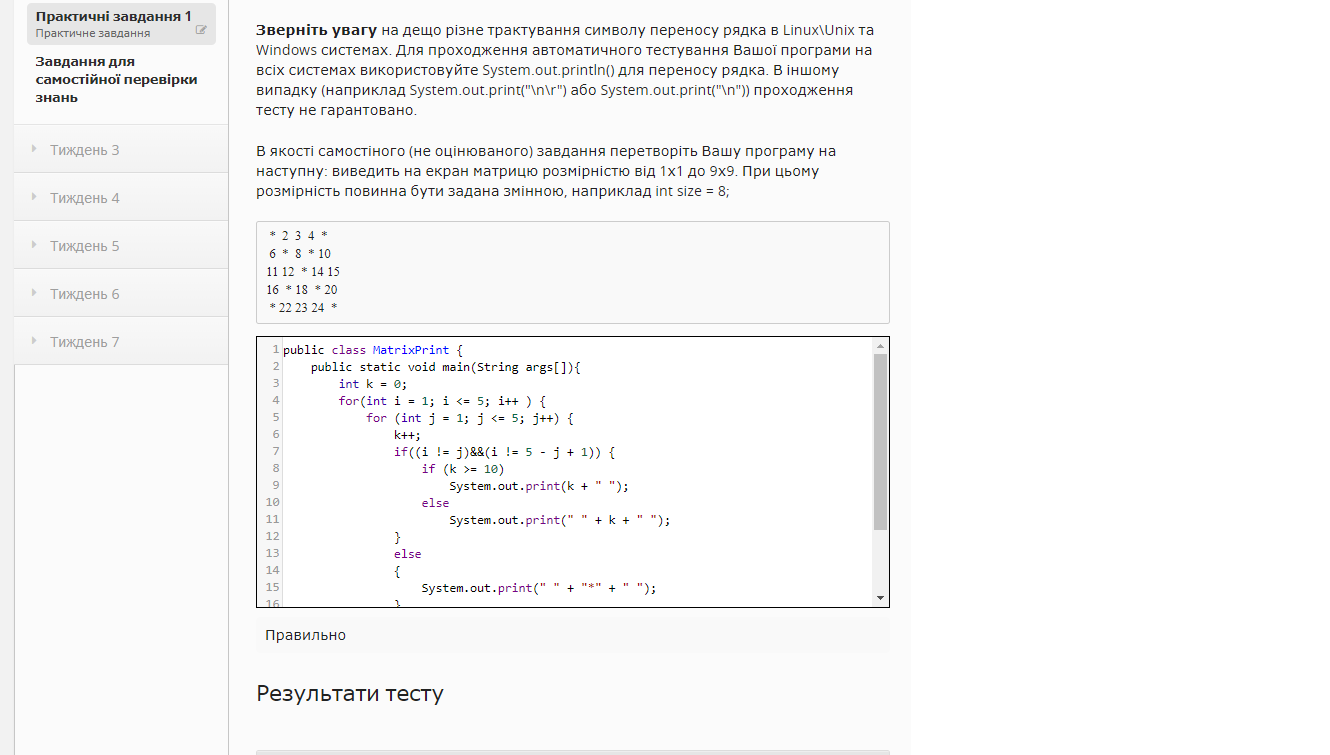 Практичні завдання 1
Практичне завдання
Завдання для
самостійної перевірки
знань
Тиждень 3
Тиждень 4
Тиждень 5
Тиждень 6
Тиждень 7
Зверніть увагу на дещо різне трактування символу переносу рядка в Linux\Unix та
Windows системах. Для проходження автоматичного тестування Вашої програми на
всіх системах використовуйте System.out.println() для переносу рядка. В іншому
випадку (наприклад System.out.print("\n\r") або System.out.print("\n")) проходження
тесту не гарантовано.
В якості самостіного (не оцінюваного) завдання перетворіть Вашу програму на
наступну: виведить на екран матрицю розмірністю від 1x1 до 9x9. При цьому
розмірність повинна бути задана змінною, наприклад int size = 8;
* 2 3 4 *
6 * 8 * 10
11 12 * 14 15
16 * 18 * 20
* 22 23 24 *
1 public class MatrixPrint {
2 public static void main(String args[]){
3 int k = 0;
4 for(int i = 1; i <= 5; i++ ) {
5 for (int j = 1; j <= 5; j++) {
6 k++;
7 if((i != j)&&(i != 5 - j + 1)) {
8 if (k >= 10)
9 System.out.print(k + " ");
10 else
11 System.out.print(" " + k + " ");
12 }
13 else
14 {
15 System.out.print(" " + "*" + " ");
16 }
Правильно
Результати тесту